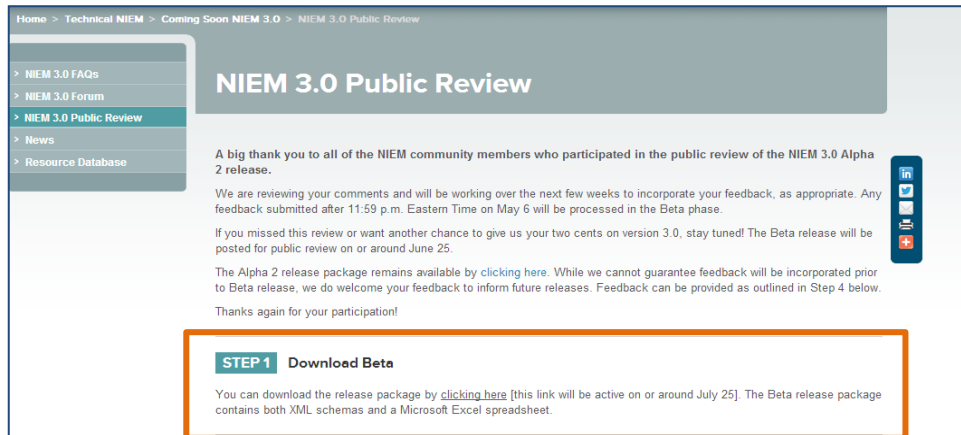 Home > Technical NIEM > Coming Soon NIEM 3.0 > NIEM 3.0 Public Review
> NIEM 3.0 FAQs
> NIEM 3.0 Forum
> NIEM 3.0 Public Review
> News
> Resource Database
NIEM 3.0 Public Review
A big thank you to all of the NIEM community members who participated in the public review of the NIEM 3.0 Alpha
2 release.
We are reviewing your comments and will be working over the next few weeks to incorporate your feedback, as appropriate. Any
feedback submitted after 11:59 p.m. Eastern Time on May 6 will be processed in the Beta phase.
If you missed this review or want another chance to give us your two cents on version 3.0, stay tuned! The Beta release will be
posted for public review on or around June 25.
The Alpha 2 release package remains available by clicking here. While we cannot guarantee feedback will be incorporated prior
to Beta release, we do welcome your feedback to inform future releases. Feedback can be provided as outlined in Step 4 below.
Thanks again for your participation!
in
STEP 1 Download Beta
You can download the release package by clicking here [this link will be active on or around July 25]. The Beta release package
contains both XML schemas and a Microsoft Excel spreadsheet.